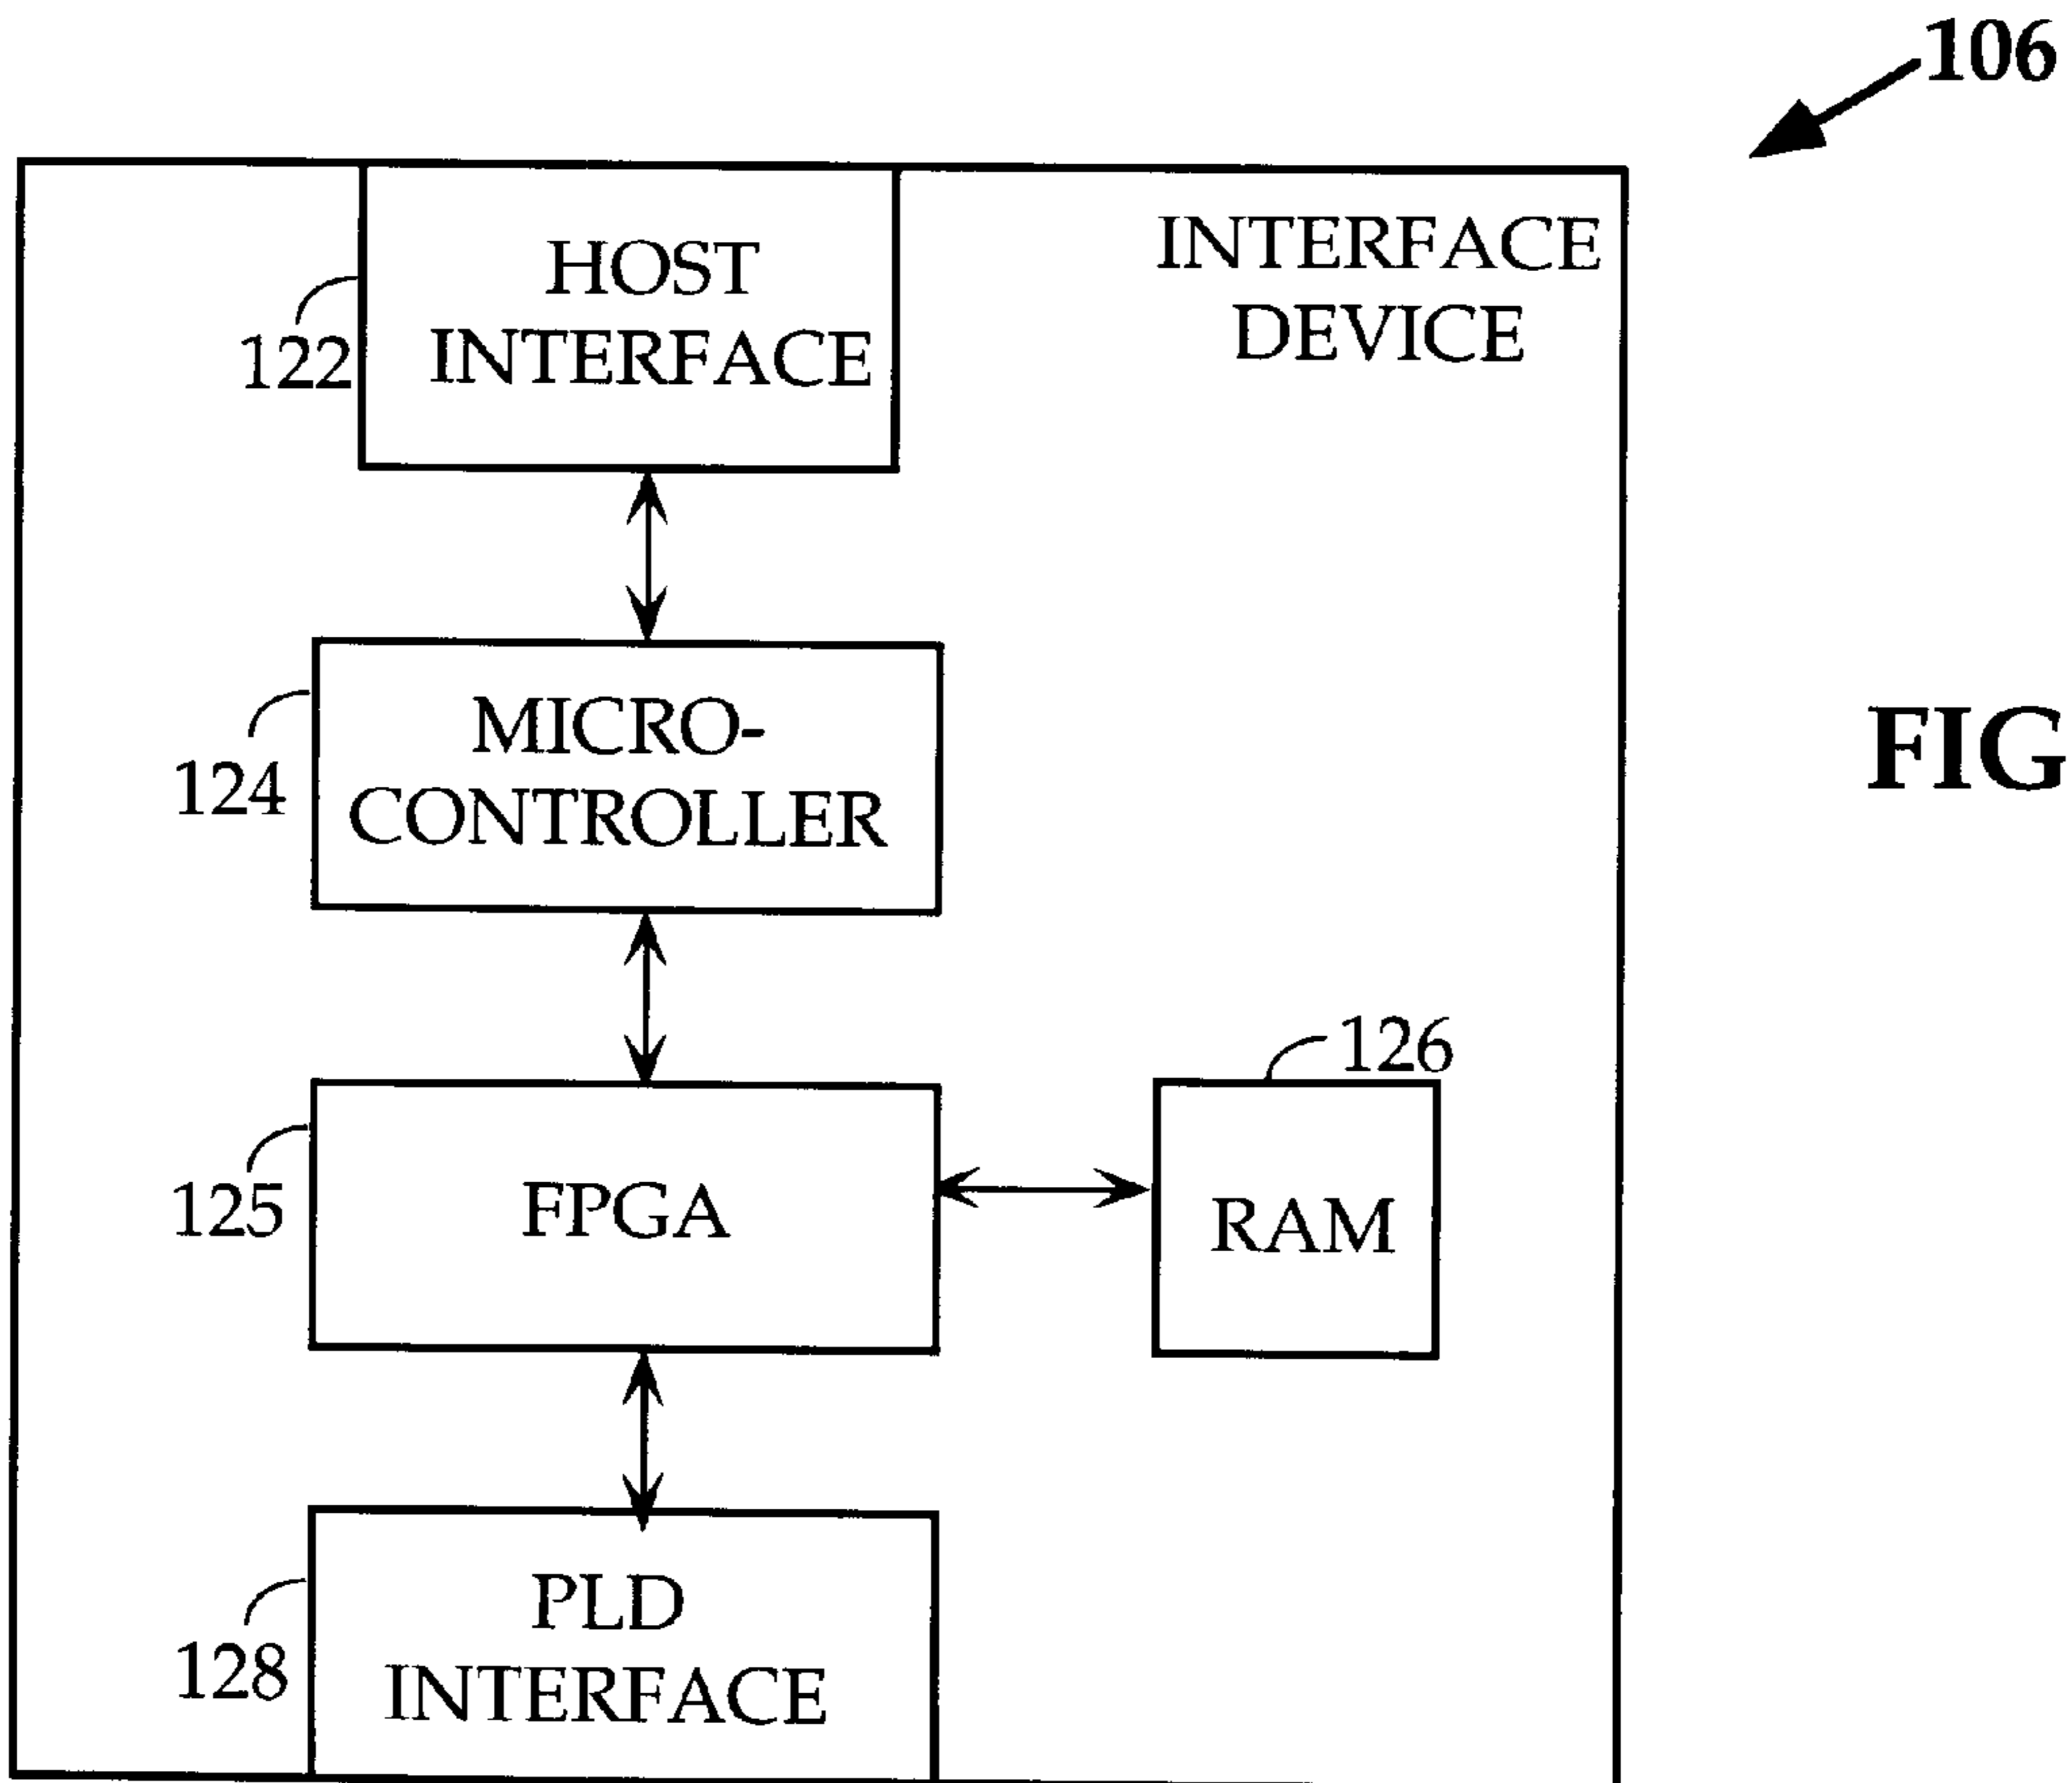 106
INTERFACE
DEVICE
HOST
INTERFACE
122
MICRO-
CONTROLLER
124
FIG
126
FPGA
125
RAM
PLD
INTERFACE
128